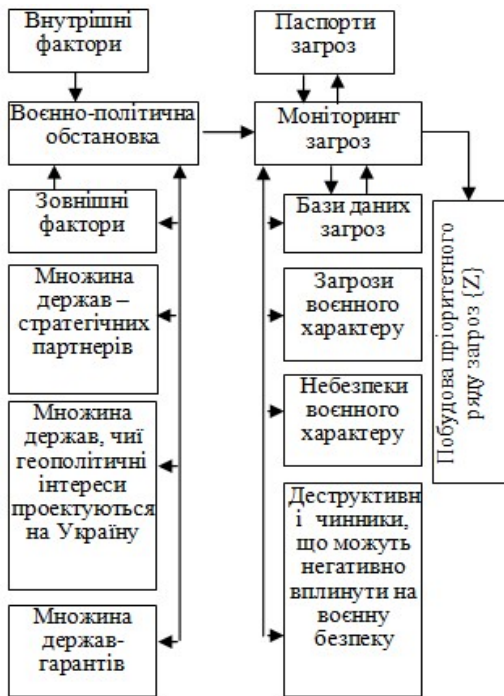 Внутрішні
фактори
Воєнно-політична
обстановка
Зовнішні
фактори
Множина
держав –
стратегічних
партнерів
Множина
держав, чиї
геополітичні
інтереси
проектуються
на Україну
Множина
держав-
гарантів
Паспорти
загроз
Моніторинг
загроз
Бази даних
загроз
Загрози
воєнного
характеру
Небезпеки
воєнного
характеру
Деструктивн
і чинники,
що можуть
негативно
вплинути на
воєнну
безпеку
Побудова пріоритетного
ряду загроз {Z}